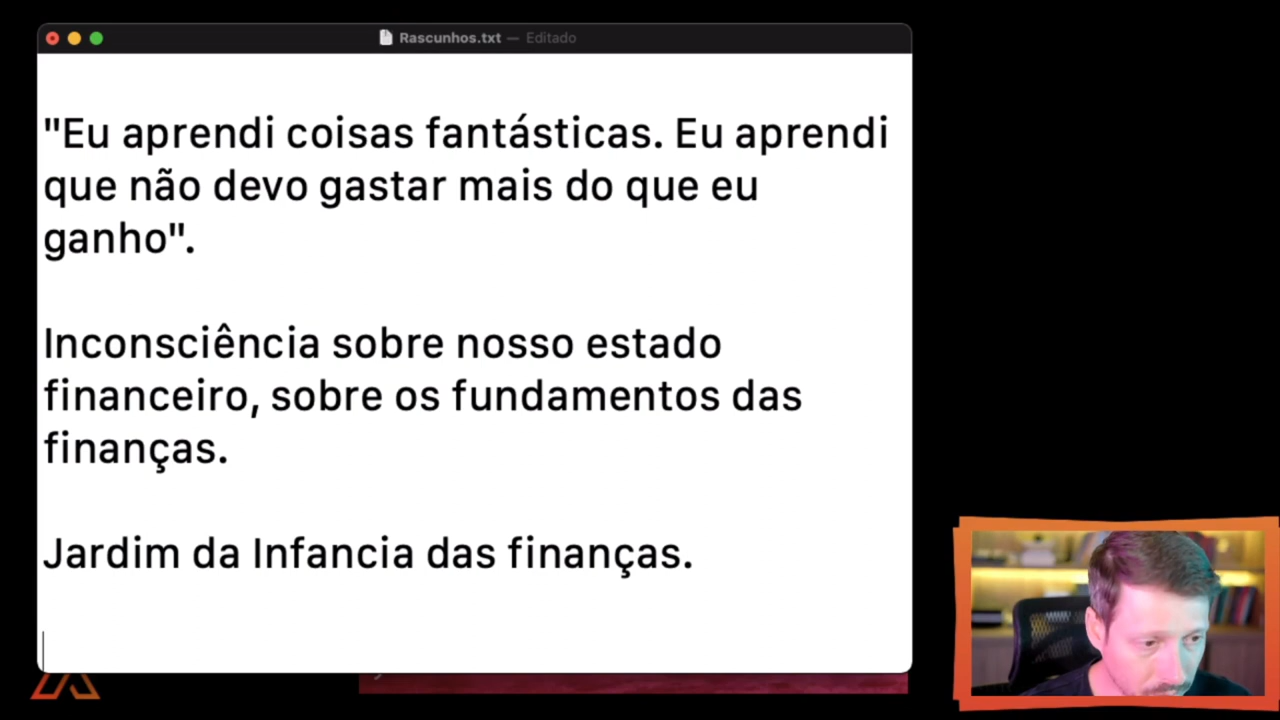 Rascunhos.txt — Editado
"Eu aprendi coisas fantásticas. Eu aprendi
que não devo gastar mais do que eu
ganho".
Inconsciência sobre nosso estado
financeiro, sobre os fundamentos das
finanças.
Jardim da Infancia das finanças.